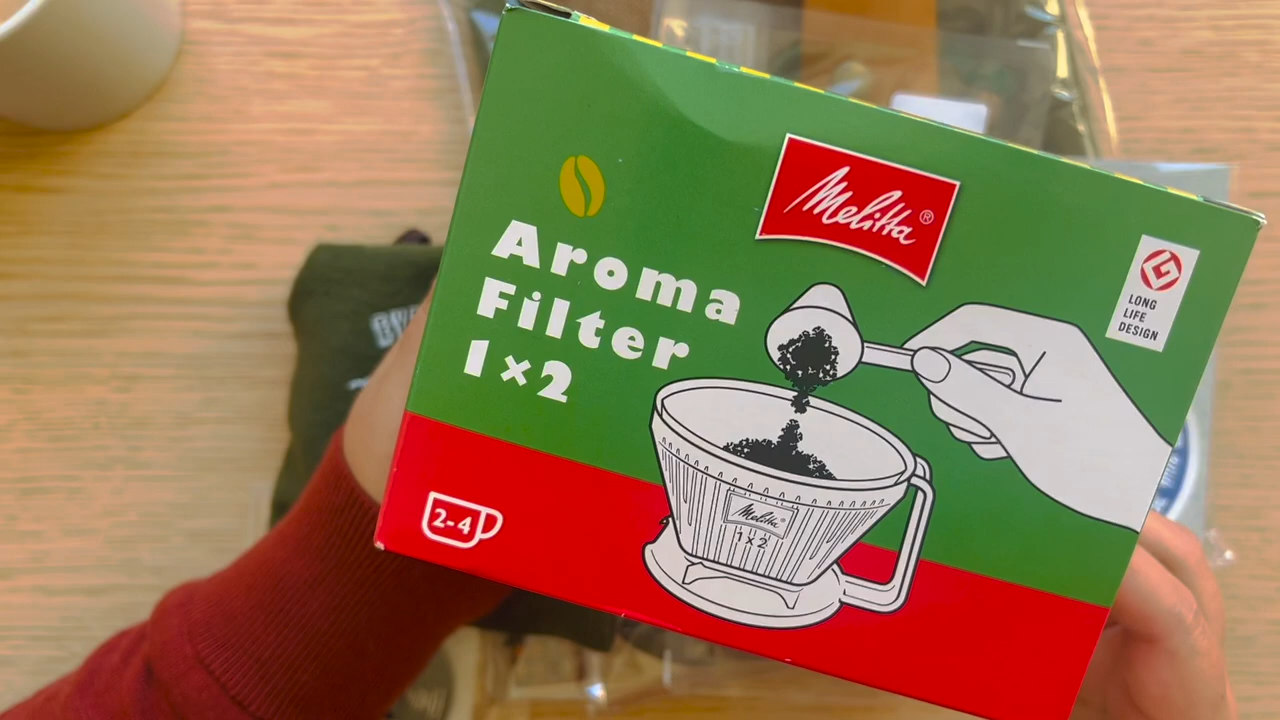 Melitta®
Aroma
Filter
1×2
LONG
LIFE
DESIGN
2-4
Melitta®
1×2